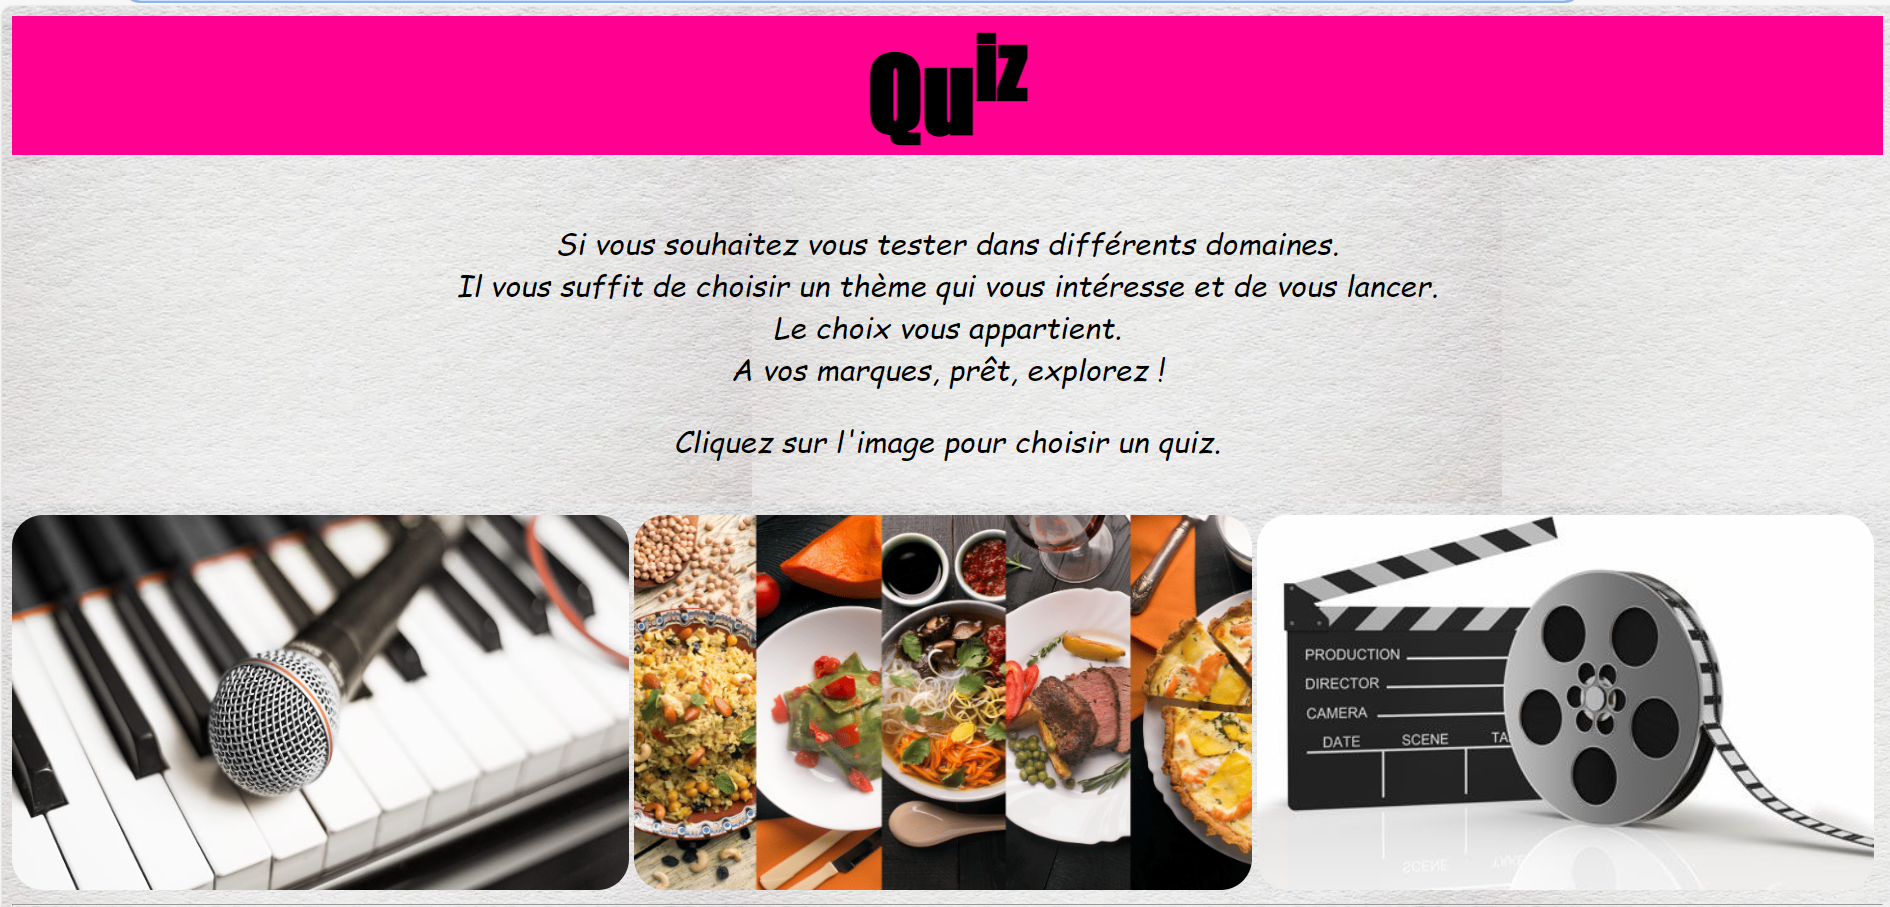 Quiz
Si vous souhaitez vous tester dans différents domaines.
Il vous suffit de choisir un thème qui vous intéresse et de vous lancer.
Le choix vous appartient.
A vos marques, prêt, explorez !
Cliquez sur l'image pour choisir un quiz.
PRODUCTION
DIRECTOR
CAMERA
DATE SCENE TA